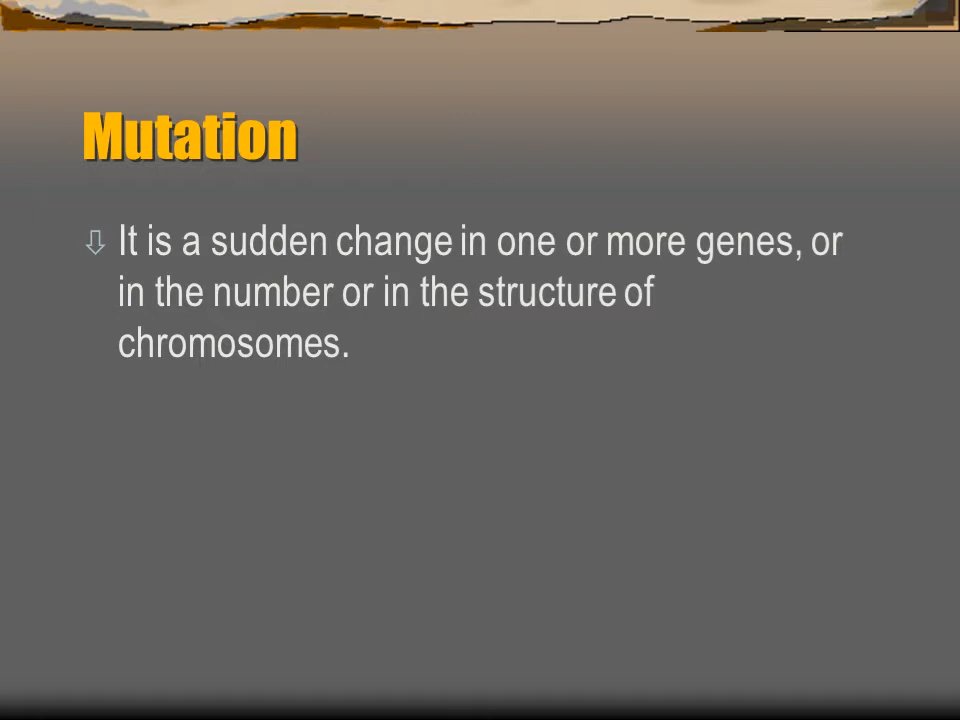 Mutation
It is a sudden change in one or more genes, or
in the number or in the structure of
chromosomes.